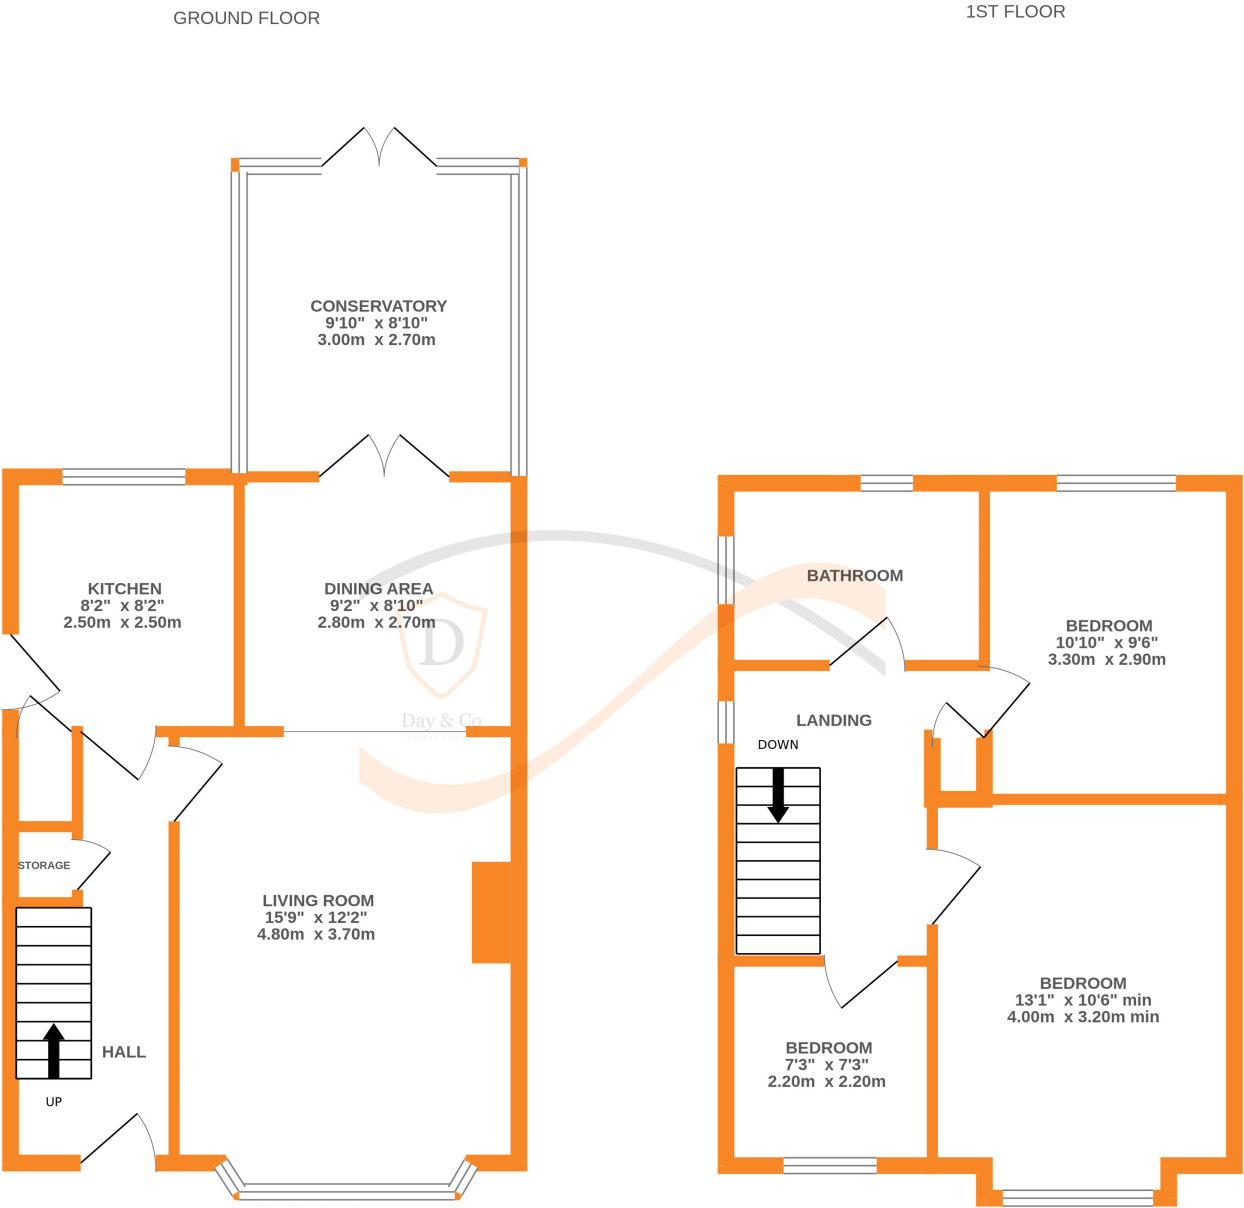 GROUND FLOOR
1ST FLOOR
CONSERVATORY
9'10" x 8'10"
3.00m x 2.70m
KITCHEN
8'2" x 8'2"
2.50m x 2.50m
DINING AREA
9'2" x 8'10"
2.80m x 2.70m
D
Day & Co
STORAGE
LIVING ROOM
15'9" x 12'2"
4.80m x 3.70m
HALL
UP
BATHROOM
BEDROOM
10'10" x 9'6"
3.30m x 2.90m
LANDING
DOWN
BEDROOM
13'1" x 10'6" min
4.00m x 3.20m min
BEDROOM
7'3" x 7'3"
2.20m x 2.20m